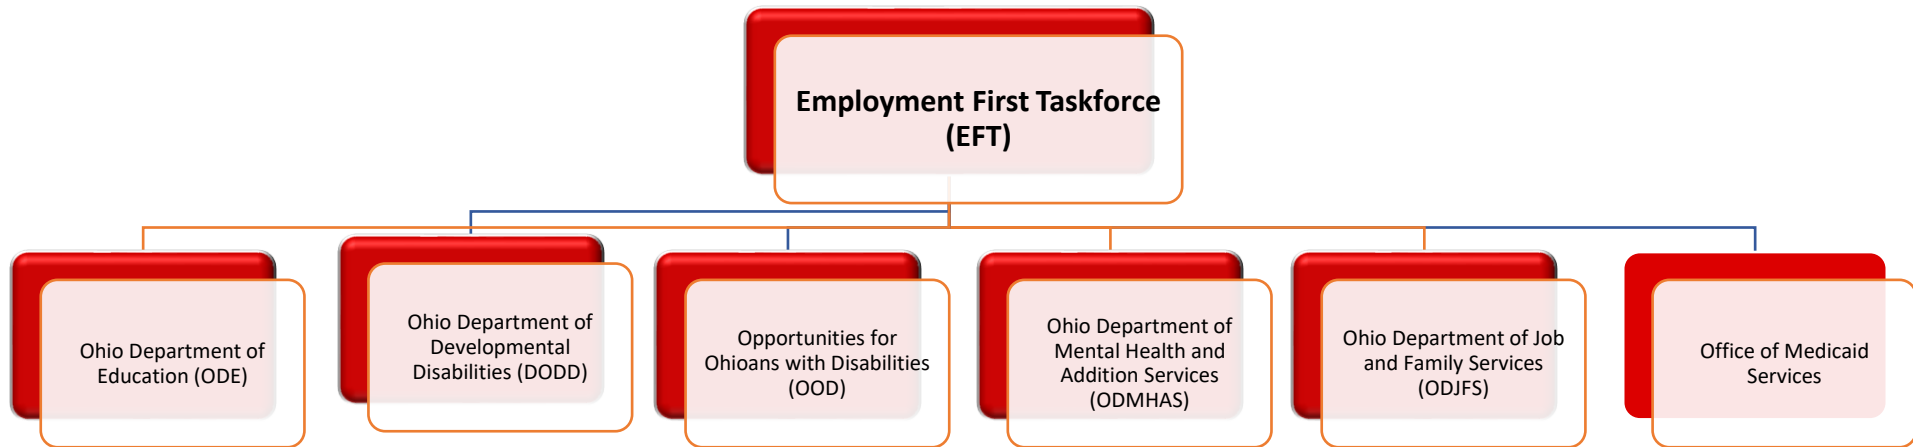 Employment First Taskforce
(EFT)
Ohio Department of
Education (ODE)
Ohio Department of
Developmental
Disabilities (DODD)
Opportunities for
Ohioans with Disabilities
(OOD)
Ohio Department of
Mental Health and
Addition Services
(ODMHAS)
Ohio Department of Job
and Family Services
(ODJFS)
Office of Medicaid
Services